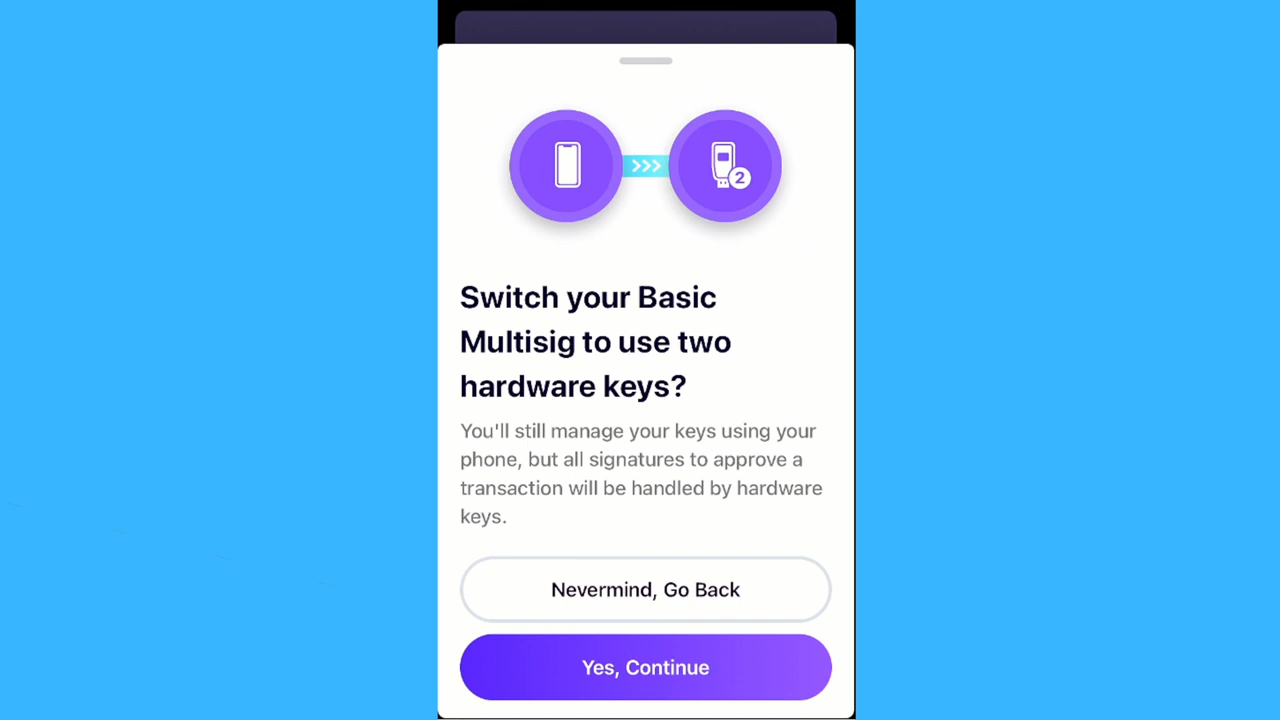 2
Switch your Basic
Multisig to use two
hardware keys?
You'll still manage your keys using your
phone, but all signatures to approve a
transaction will be handled by hardware
keys.
Nevermind, Go Back
Yes, Continue